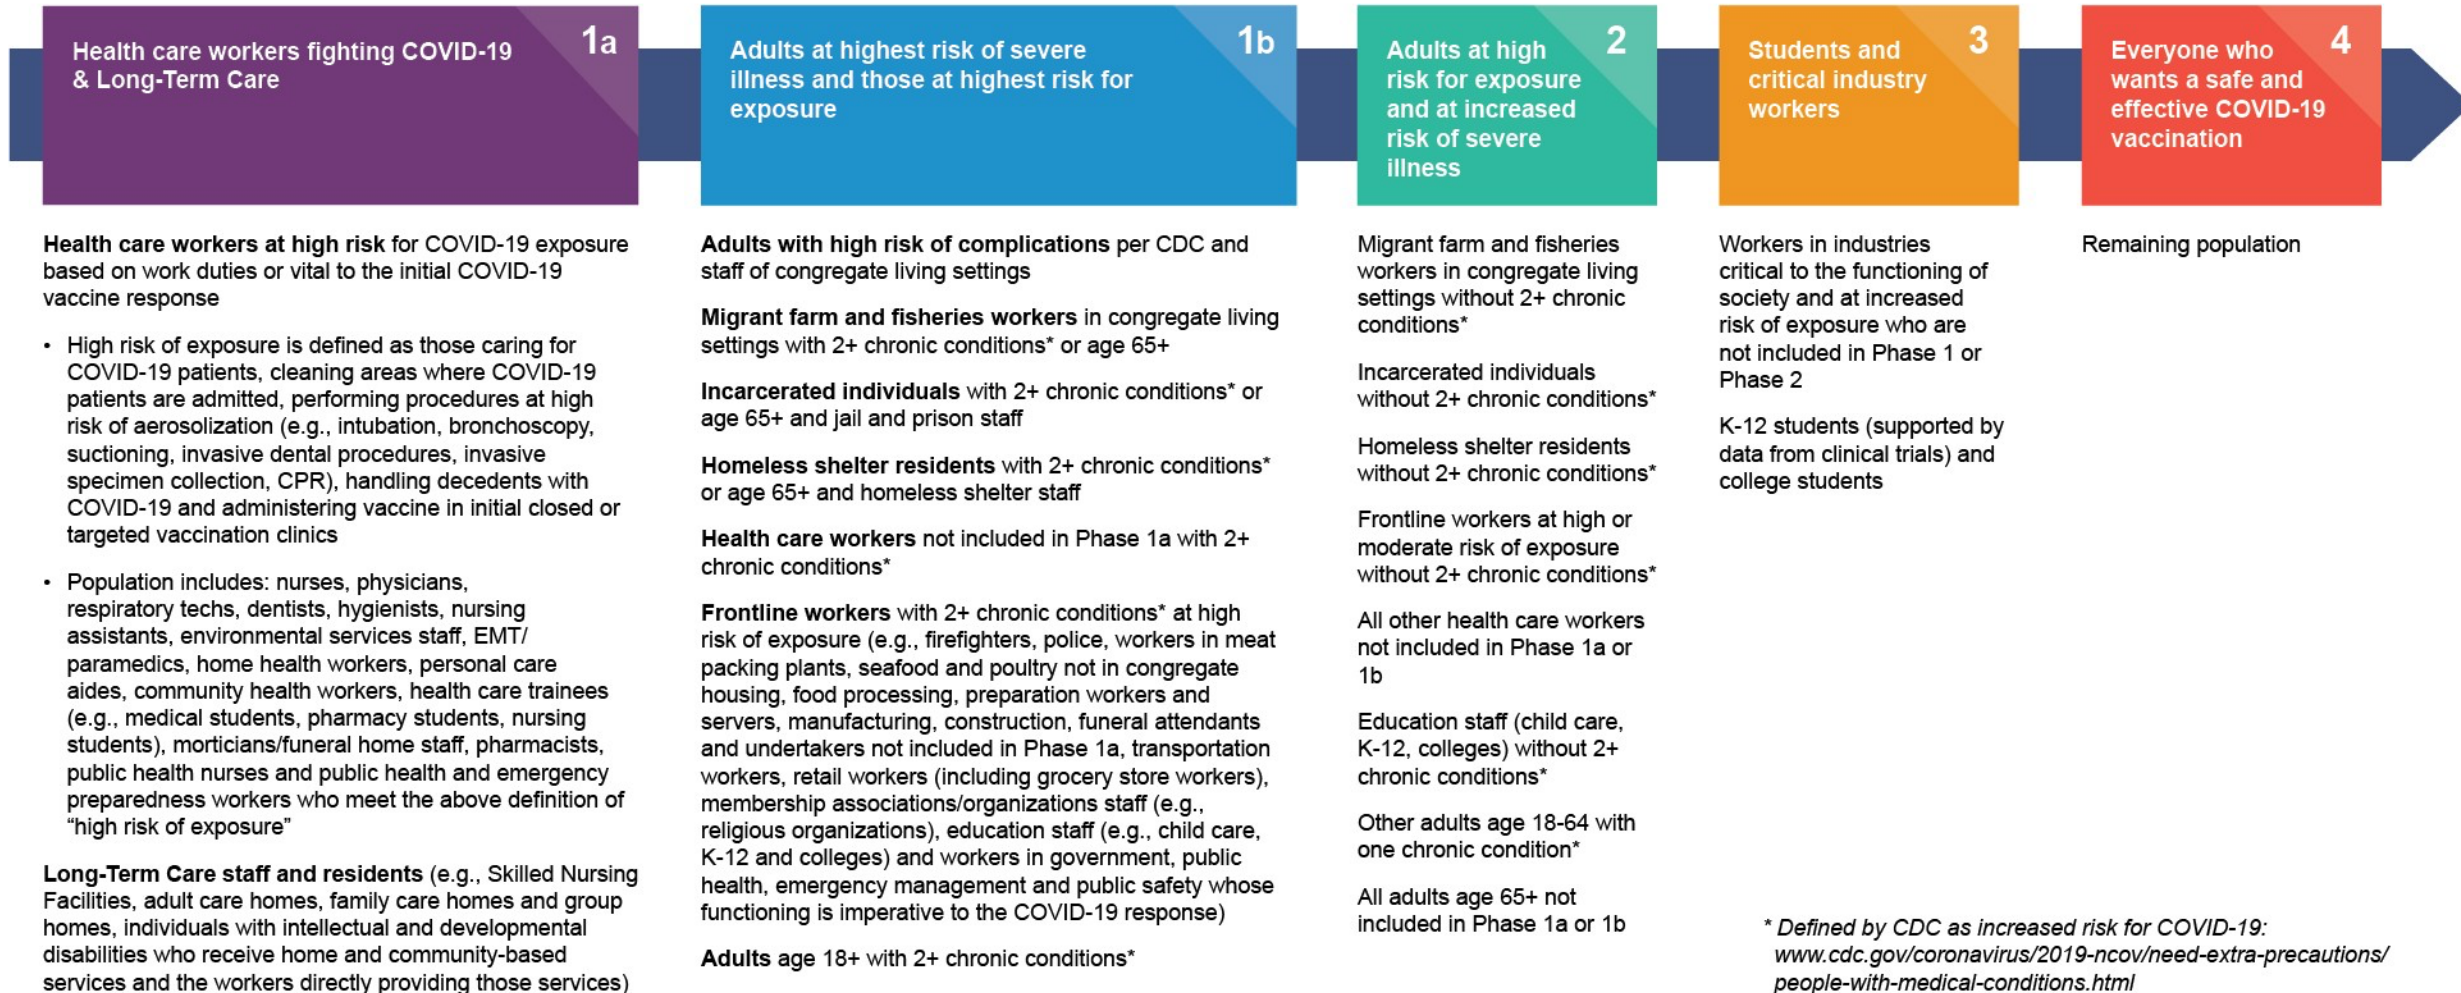 Health care workers fighting COVID-19
& Long-Term Care
1a
Health care workers at high risk for COVID-19 exposure
based on work duties or vital to the initial COVID-19
vaccine response
• High risk of exposure is defined as those caring for
COVID-19 patients, cleaning areas where COVID-19
patients are admitted, performing procedures at high
risk of aerosolization (e.g., intubation, bronchoscopy,
suctioning, invasive dental procedures, invasive
specimen collection, CPR), handling decedents with
COVID-19 and administering vaccine in initial closed or
targeted vaccination clinics
• Population includes: nurses, physicians,
respiratory techs, dentists, hygienists, nursing
assistants, environmental services staff, EMT/
paramedics, home health workers, personal care
aides, community health workers, health care trainees
(e.g., medical students, pharmacy students, nursing
students), morticians/funeral home staff, pharmacists,
public health nurses and public health and emergency
preparedness workers who meet the above definition of
“high risk of exposure”
Long-Term Care staff and residents (e.g., Skilled Nursing
Facilities, adult care homes, family care homes and group
homes, individuals with intellectual and developmental
disabilities who receive home and community-based
services and the workers directly providing those services)
Adults at highest risk of severe
illness and those at highest risk for
exposure
1b
Adults with high risk of complications per CDC and
staff of congregate living settings
Migrant farm and fisheries workers in congregate living
settings with 2+ chronic conditions* or age 65+
Incarcerated individuals with 2+ chronic conditions* or
age 65+ and jail and prison staff
Homeless shelter residents with 2+ chronic conditions*
or age 65+ and homeless shelter staff
Health care workers not included in Phase 1a with 2+
chronic conditions*
Frontline workers with 2+ chronic conditions* at high
risk of exposure (e.g., firefighters, police, workers in meat
packing plants, seafood and poultry not in congregate
housing, food processing, preparation workers and
servers, manufacturing, construction, funeral attendants
and undertakers not included in Phase 1a, transportation
workers, retail workers (including grocery store workers),
membership associations/organizations staff (e.g.,
religious organizations), education staff (e.g., child care,
K-12 and colleges) and workers in government, public
health, emergency management and public safety whose
functioning is imperative to the COVID-19 response)
Adults age 18+ with 2+ chronic conditions*
Adults at high
risk for exposure
and at increased
risk of severe
illness
2
Migrant farm and fisheries
workers in congregate living
settings without 2+ chronic
conditions*
Incarcerated individuals
without 2+ chronic conditions*
Homeless shelter residents
without 2+ chronic conditions*
Frontline workers at high or
moderate risk of exposure
without 2+ chronic conditions*
All other health care workers
not included in Phase 1a or
1b
Education staff (child care,
K-12, colleges) without 2+
chronic conditions*
Other adults age 18-64 with
one chronic condition*
All adults age 65+ not
included in Phase 1a or 1b
Students and
critical industry
workers
3
Workers in industries
critical to the functioning of
society and at increased
risk of exposure who are
not included in Phase 1 or
Phase 2
K-12 students (supported by
data from clinical trials) and
college students
Everyone who
wants a safe and
effective COVID-19
vaccination
4
Remaining population
* Defined by CDC as increased risk for COVID-19:
www.cdc.gov/coronavirus/2019-ncov/need-extra-precautions/
people-with-medical-conditions.html